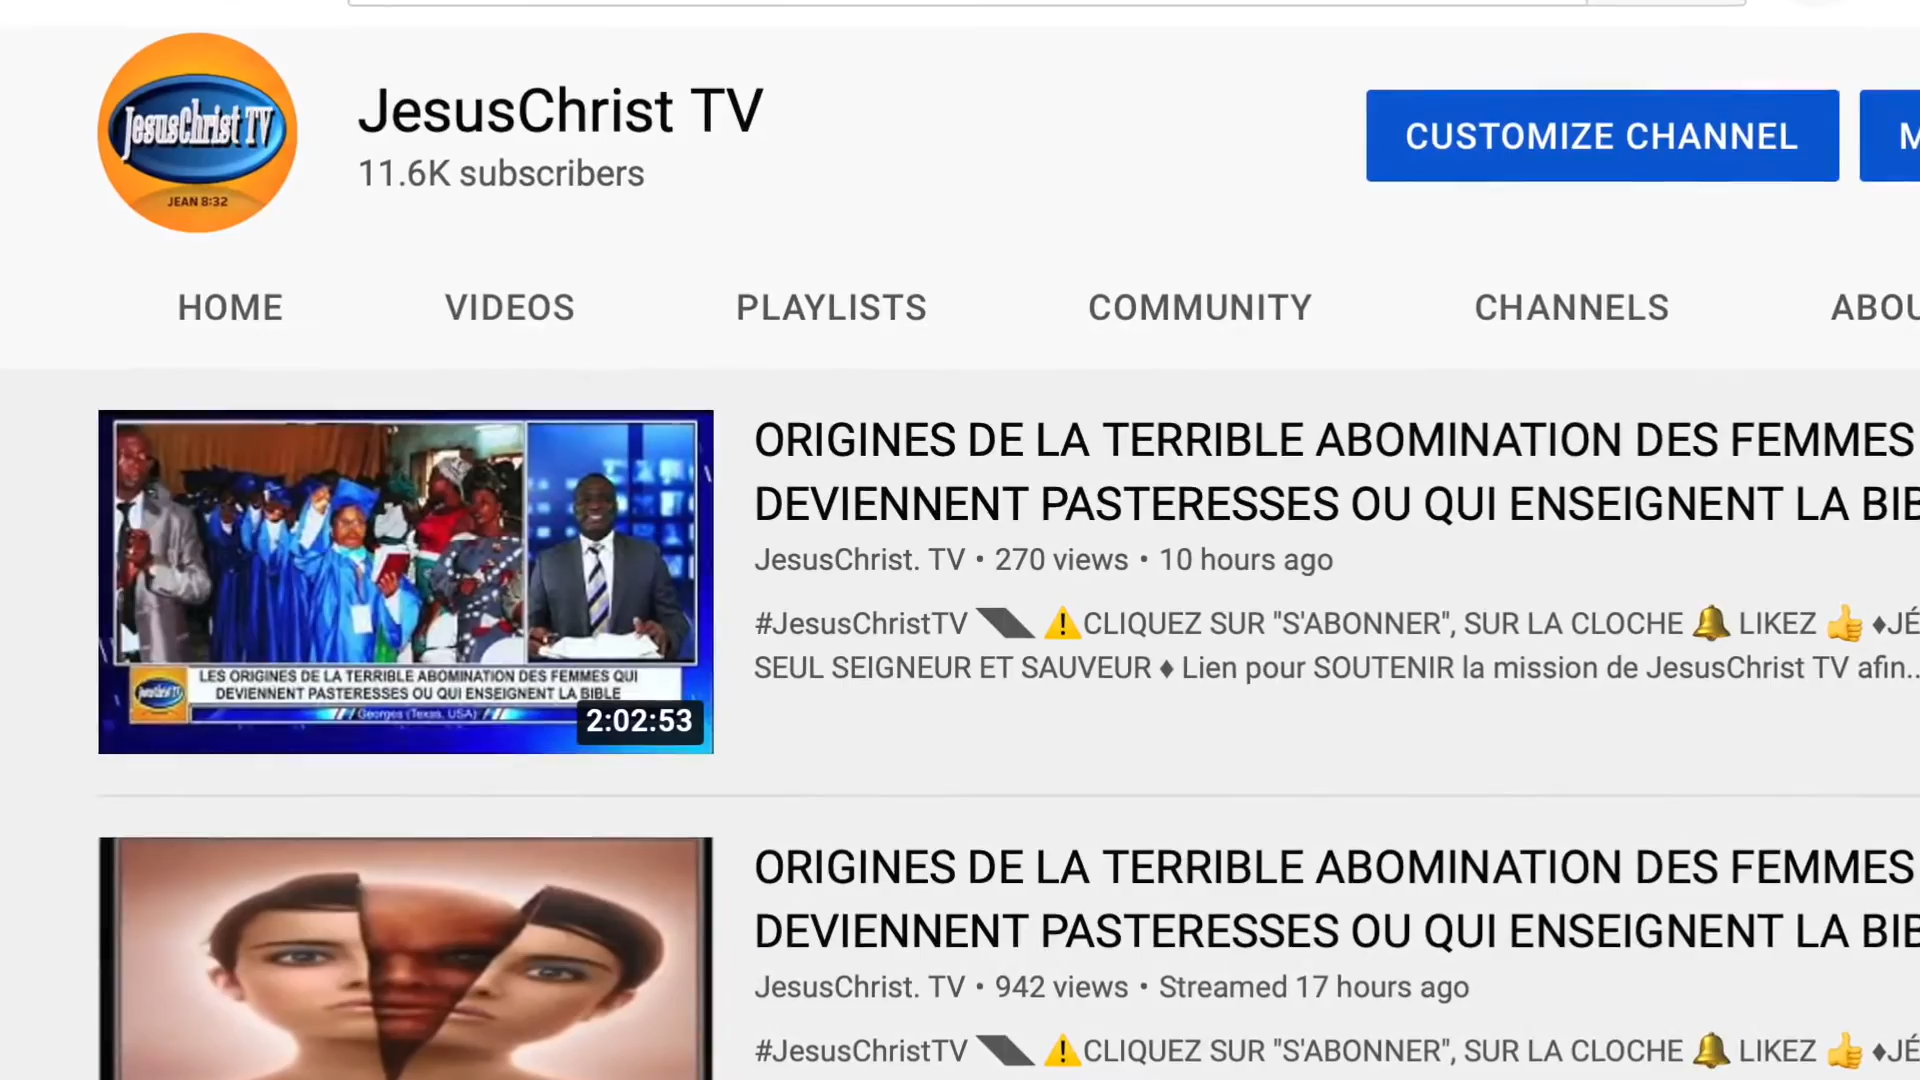 JesusChrist TV
JEAN 8:32
JesusChrist TV
11.6K subscribers
CUSTOMIZE CHANNEL
HOME VIDEOS PLAYLISTS COMMUNITY CHANNELS
LES ORIGINES DE LA TERRIBLE ABOMINATION DES FEMMES QUI
DEVIENNENT PASTERESSES OU QUI ENSEIGNENT LA BIBLE
JesusChrist TV
Georges (Texas, USA)
2:02:53
ORIGINES DE LA TERRIBLE ABOMINATION DES FEMMES
DEVIENNENT PASTERESSES OU QUI ENSEIGNENT LA
JesusChrist. TV • 270 views • 10 hours ago
#JesusChristTV ⚠️CLIQUEZ SUR "S'ABONNER", SUR LA CLOCHE 🔔 LIKEZ 👍 ♦
SEUL SEIGNEUR ET SAUVEUR ♦ Lien pour SOUTENIR la mission de JesusChrist TV afin...
ORIGINES DE LA TERRIBLE ABOMINATION DES FEMMES
DEVIENNENT PASTERESSES OU QUI ENSEIGNENT LA
JesusChrist. TV • 942 views • Streamed 17 hours ago
#JesusChristTV ⚠️CLIQUEZ SUR "S'ABONNER", SUR LA CLOCHE 🔔 LIKEZ 👍 ♦